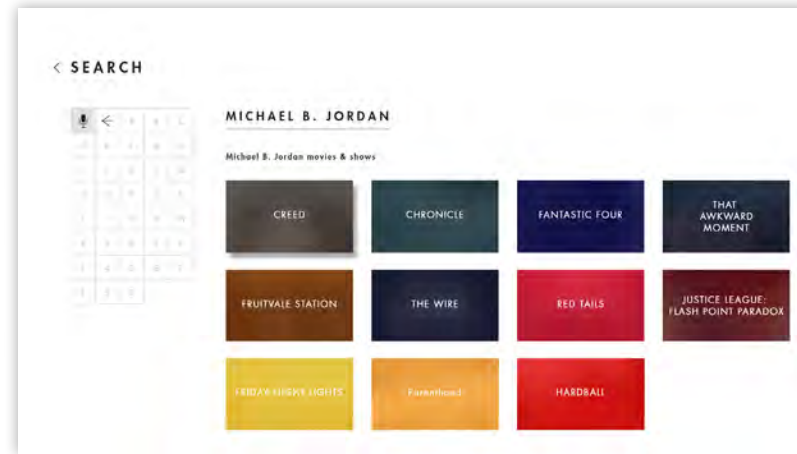 < SEARCH
MICHAEL B. JORDAN
Michael B. Jordan movies & shows
CREED
CHRONICLE
FANTASTIC FOUR
THAT
AWKWARD
MOMENT
FRUITVALE STATION
THE WIRE
RED TAILS
JUSTICE LEAGUE:
FLASH POINT PARADOX
FRIDAY NIGHT LIGHTS
Parenthood
HARDBALL